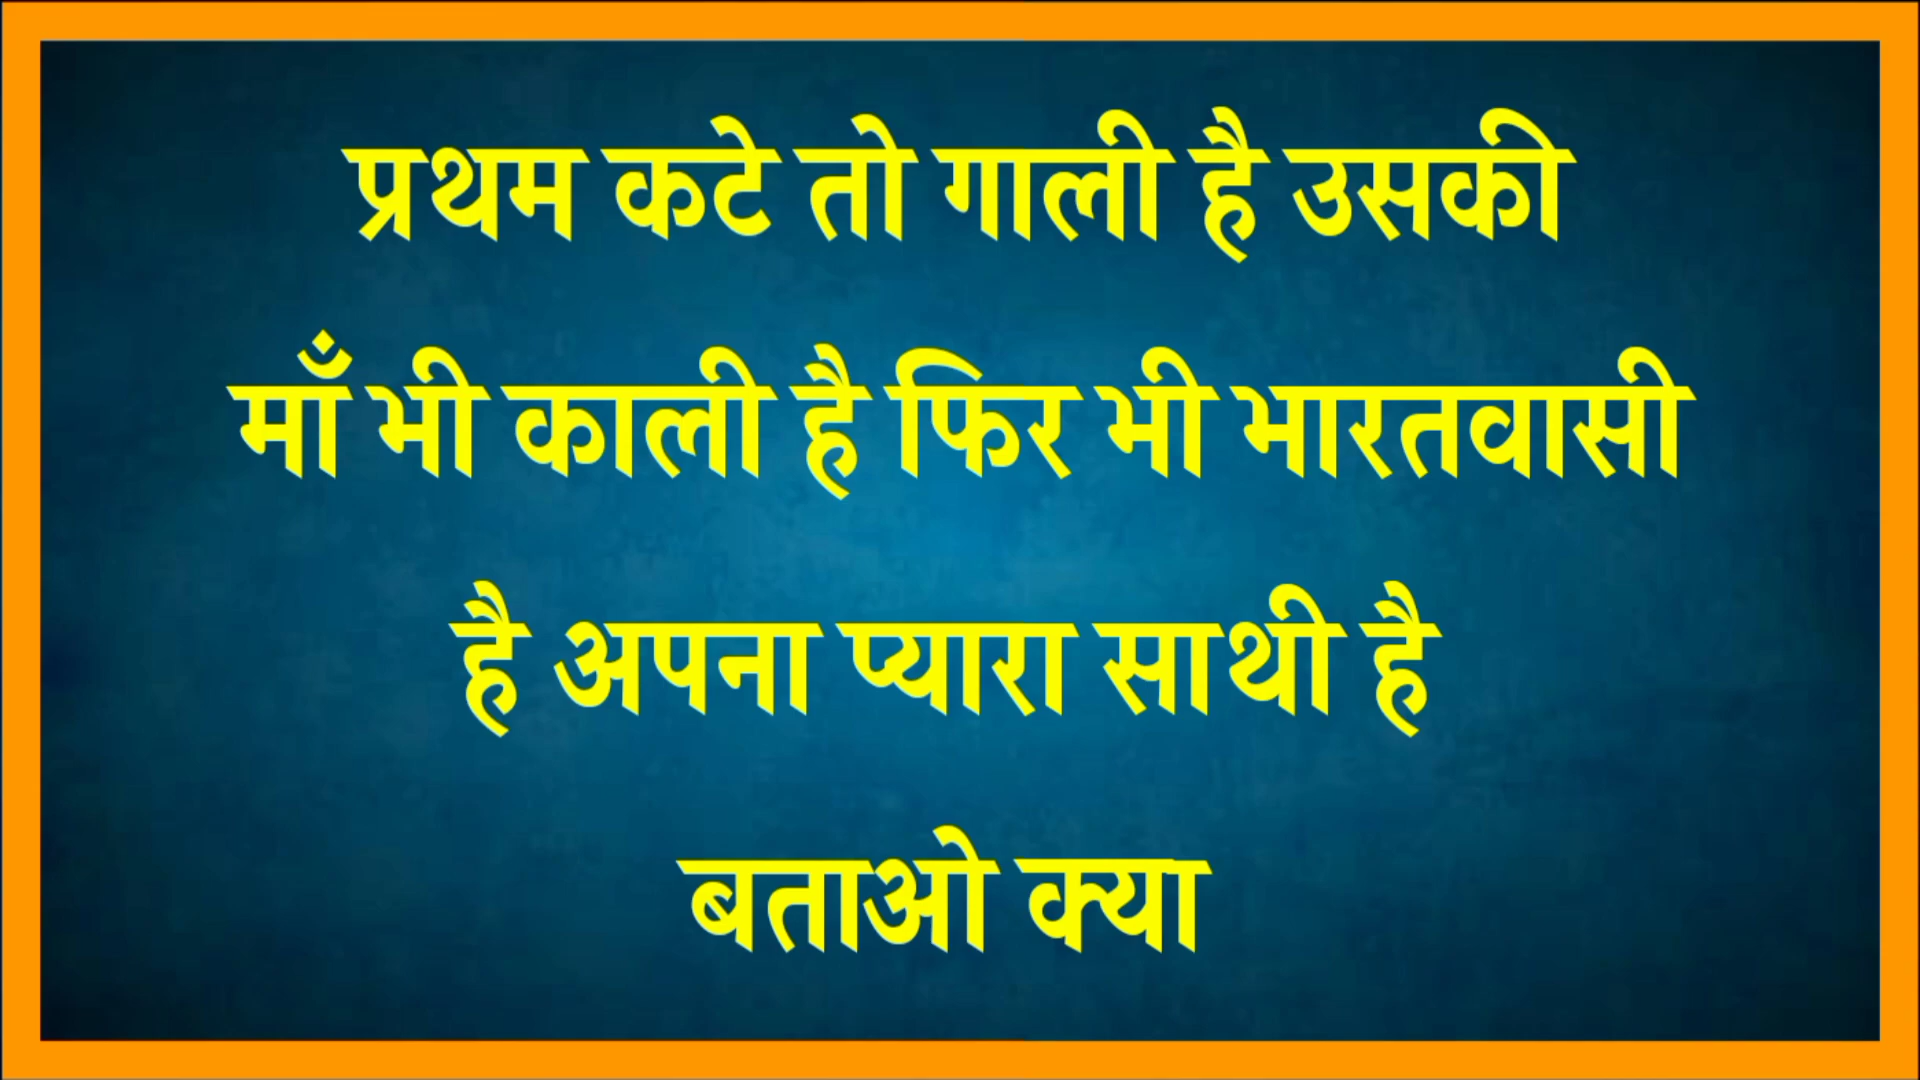 प्रथम कटे तो गाली है उसकी
माँ भी काली है फिर भी भारतवासी
है अपना प्यारा साथी है
बताओ क्या